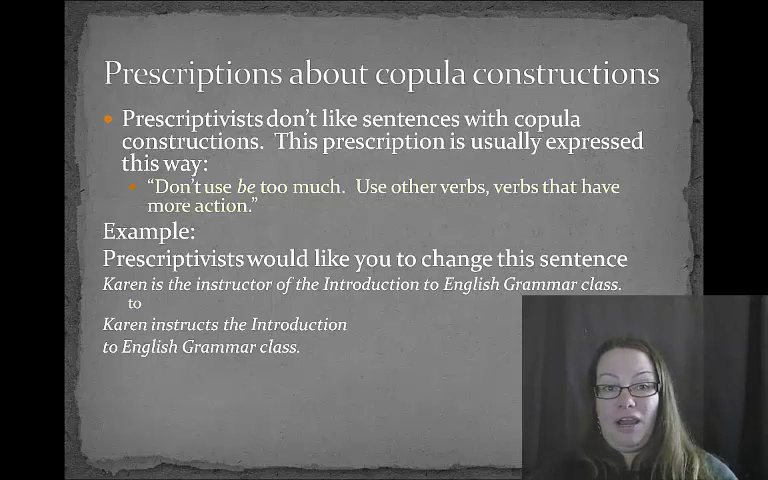 Prescriptions about copula constructions
Prescriptivists don't like sentences with copula
constructions. This prescription is usually expressed
this way:
"Don't use be too much. Use other verbs, verbs that have
more action."
Example:
Prescriptivists would like you to change this sentence
Karen is the instructor of the Introduction to English Grammar class.
to
Karen instructs the Introduction
to English Grammar class.